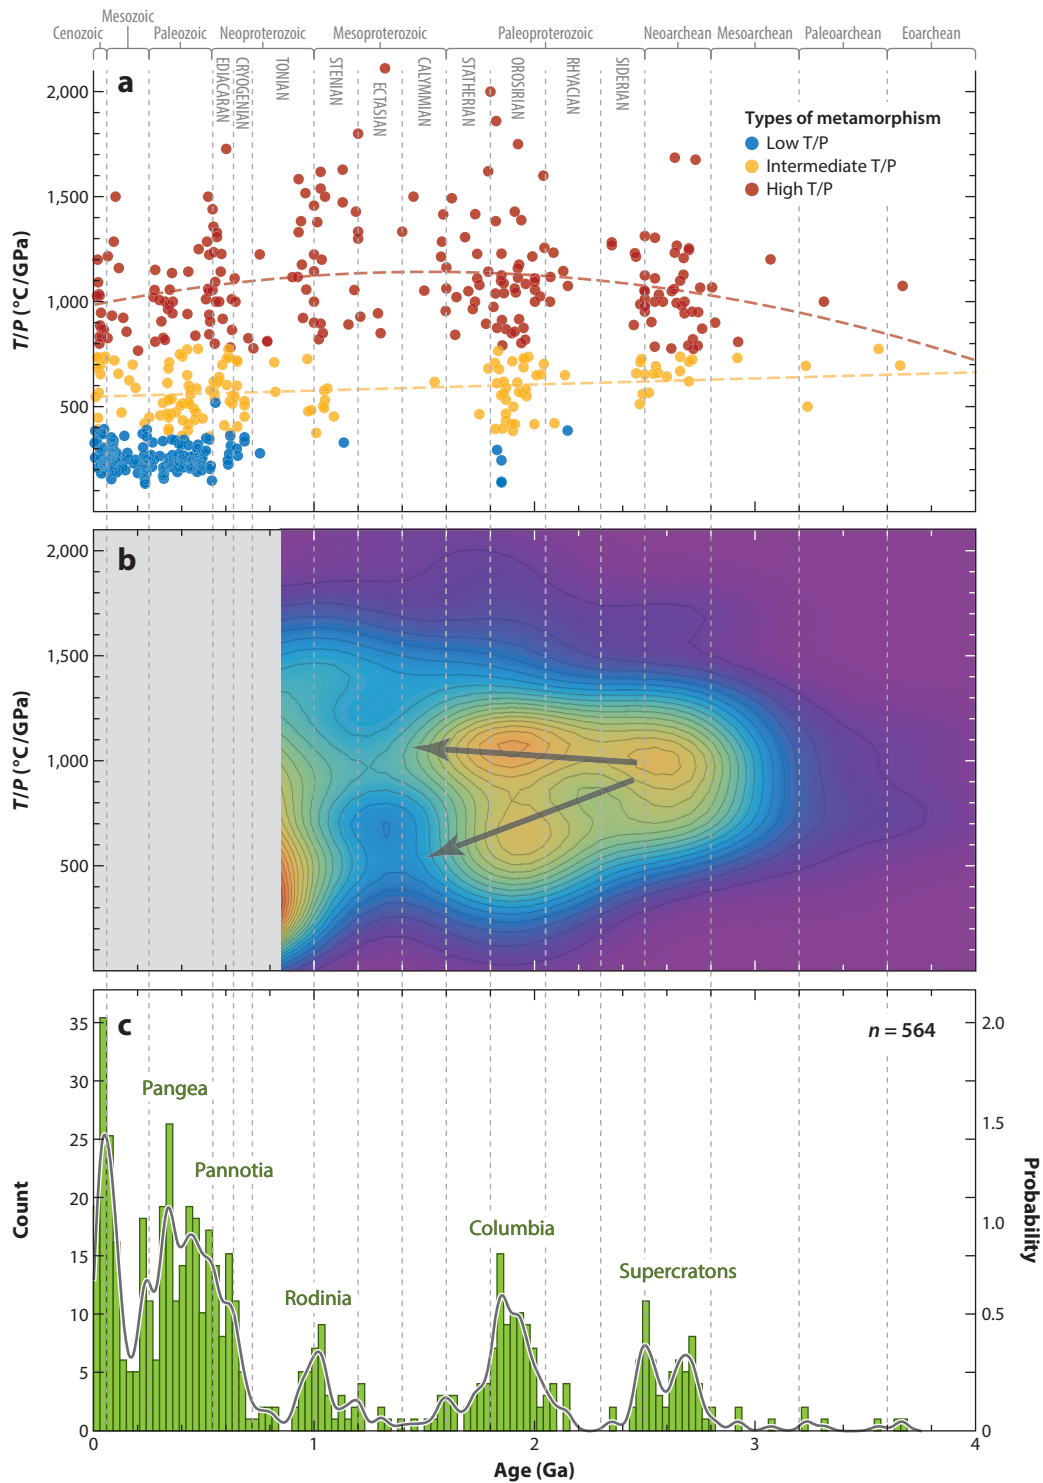 Mesozoic
Cenozoic
Paleozoic
Neoproterozoic
Mesoproterozoic
Paleoproterozoic
Neoarchean
Mesoarchean
Paleoarchean
Eoarchean
EDIACARAN
CRYOGENIAN
TONIAN
STENIAN
ECTASIAN
CALYMMIAN
STATHERIAN
OROSIRIAN
RHYACIAN
SIDERIAN
a
Types of metamorphism
Low T/P
Intermediate T/P
High T/P
2,000
1,500
1,000
500
T/P (°C/GPa)
b
2,000
1,500
1,000
500
T/P (°C/GPa)
c
n = 564
Pangea
Pannotia
Rodinia
Columbia
Supercratons
35
30
25
20
15
10
5
0
Count
2.0
1.5
1.0
0.5
0
Probability
0
1
2
3
4
Age (Ga)